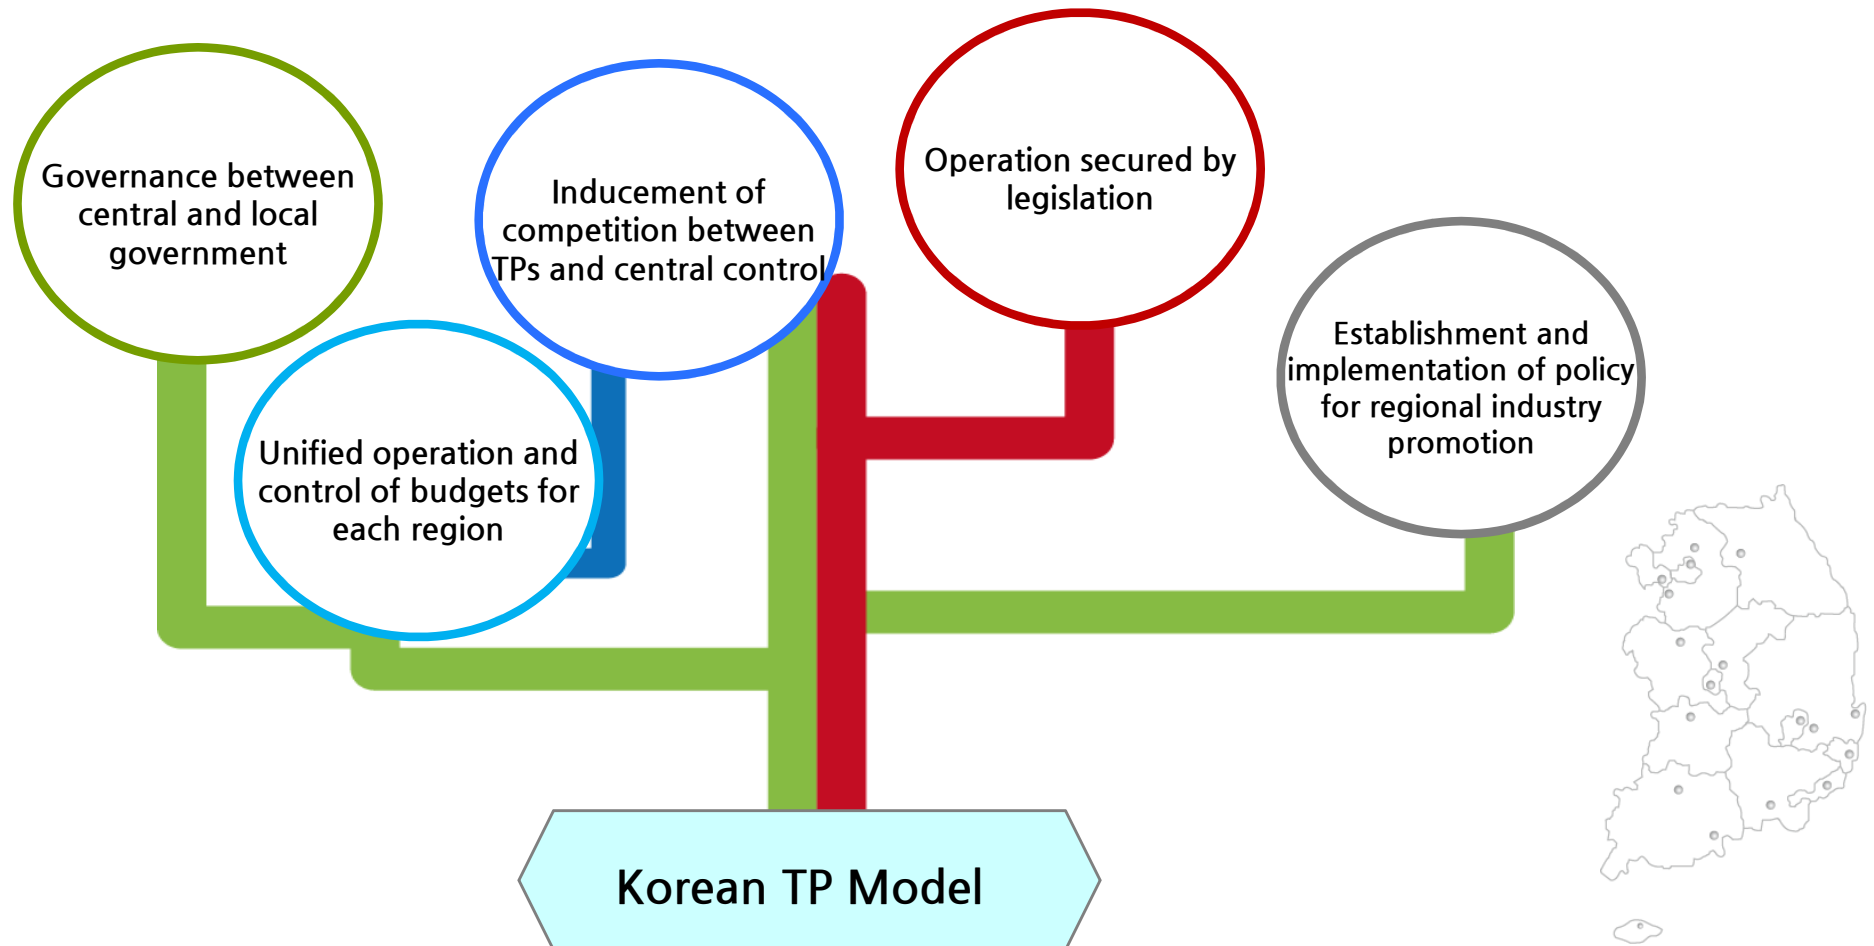 Governance between
central and local
government
Inducement of
competition between
TPs and central control
Operation secured by
legislation
Unified operation and
control of budgets for
each region
Establishment and
implementation of policy
for regional industry
promotion
Korean TP Model